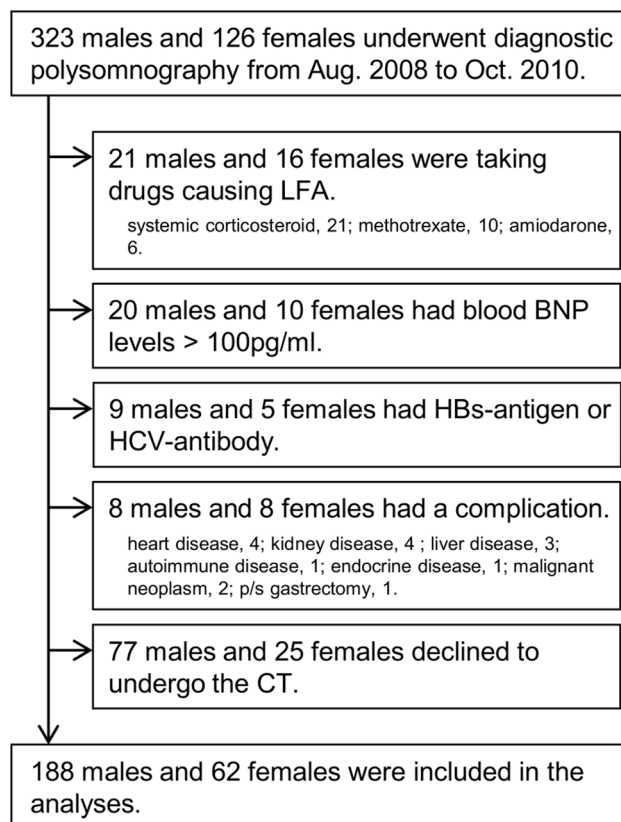 323 males and 126 females underwent diagnostic
polysomnography from Aug. 2008 to Oct. 2010.
21 males and 16 females were taking
drugs causing LFA.
systemic corticosteroid, 21; methotrexate, 10; amiodarone,
6.
20 males and 10 females had blood BNP
levels > 100pg/ml.
9 males and 5 females had HBs-antigen or
HCV-antibody.
8 males and 8 females had a complication.
heart disease, 4; kidney disease, 4 ; liver disease, 3;
autoimmune disease, 1; endocrine disease, 1; malignant
neoplasm, 2; p/s gastrectomy, 1.
77 males and 25 females declined to
undergo the CT.
188 males and 62 females were included in the
analyses.